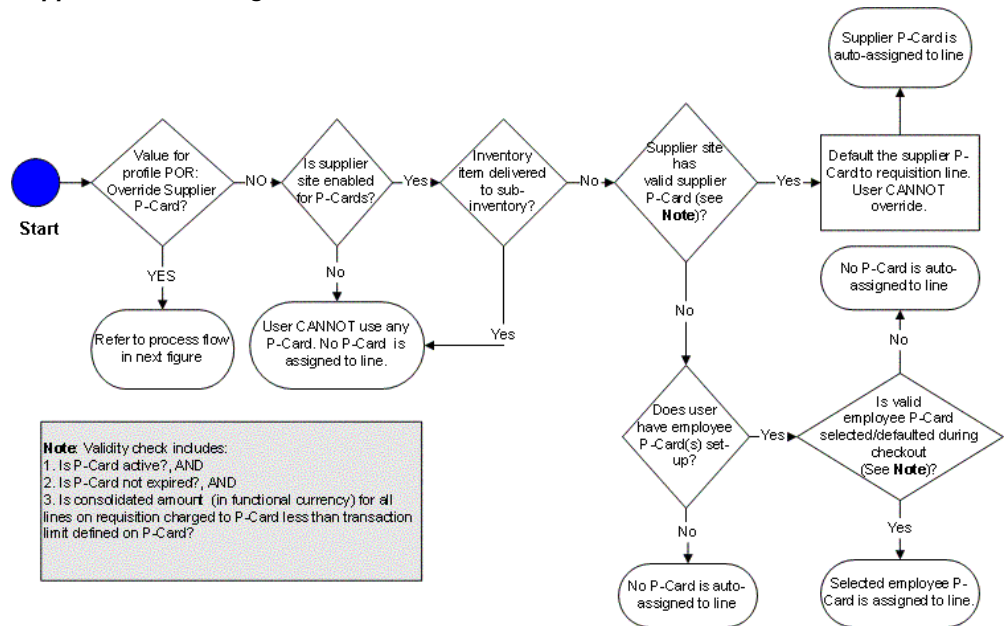 Supplier P-Card is
auto-assigned to line
Value for
profile POR:
Override Supplier
P-Card?
NO
Is supplier
site enabled
for P-Cards?
Yes
Inventory
item delivered
to sub-
inventory?
No
Supplier site
has
valid supplier
P-Card (see
Note)?
Yes
Default the supplier P-
Card to requisition line.
User CANNOT
override.
Start
YES
No
Yes
No
Refer to process flow
in next figure
User CANNOT use any
P-Card. No P-Card is
assigned to line.
No P-Card is auto-
assigned to line
No
Does user
have employee
P-Card(s) set-
up?
Yes
Is valid
employee P-Card
selected/defaulted during
checkout
(See Note)?
Note: Validity check includes:
1. Is P-Card active?, AND
2. Is P-Card not expired?, AND
3. Is consolidated amount (in functional currency) for all
lines on requisition charged to P-Card less than transaction
limit defined on P-Card?
No
Yes
No P-Card is auto-
assigned to line
Selected employee P-
Card is assigned to line.